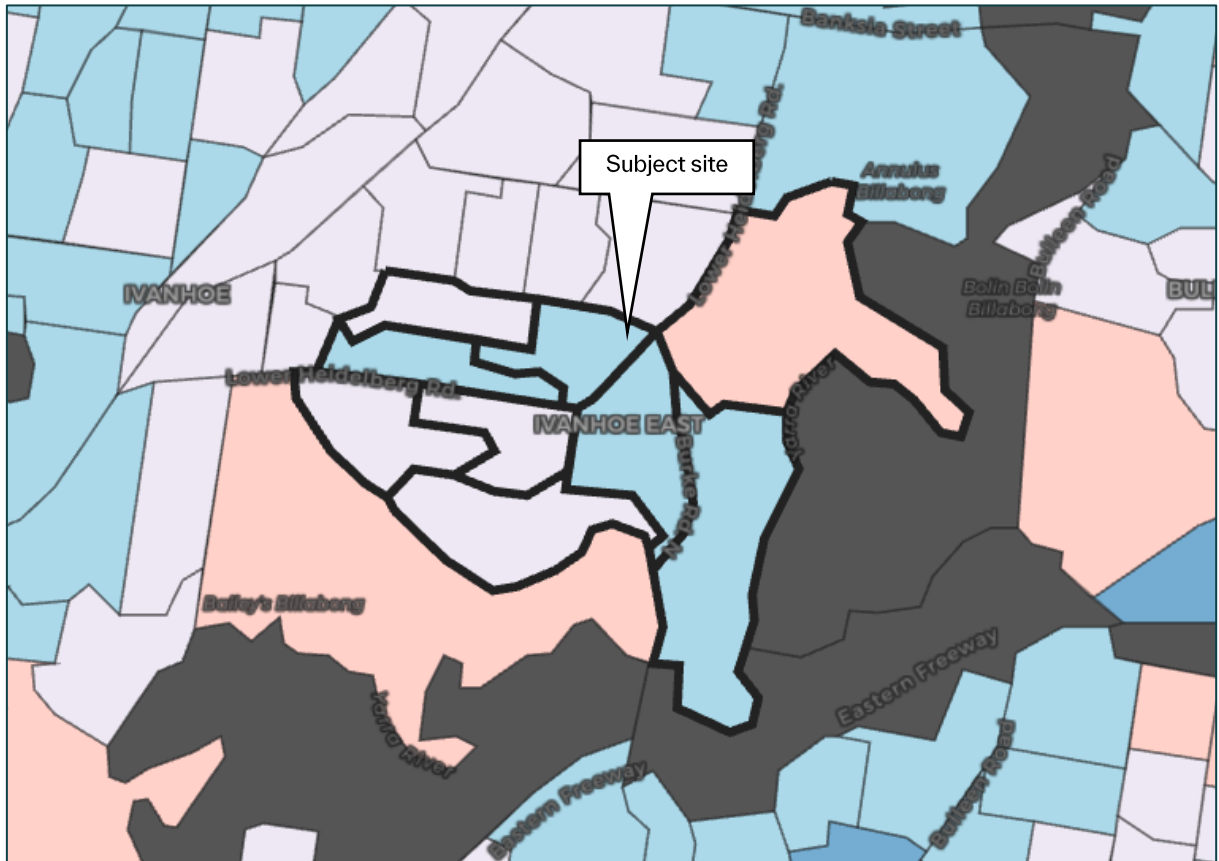 Banksia Street
Lower Heidelberg Rd.
Subject site
Annulus
Billabong
Bulleen Road
IVANHOE
Bolin Bolin
Billabong
BUL
Lower Heidelberg Rd.
IVANHOE EAST
Yarra River
Burke Rd N
Bailey's Billabong
Eastern Freeway
Yarra River
Eastern Freeway
Bulleen Road